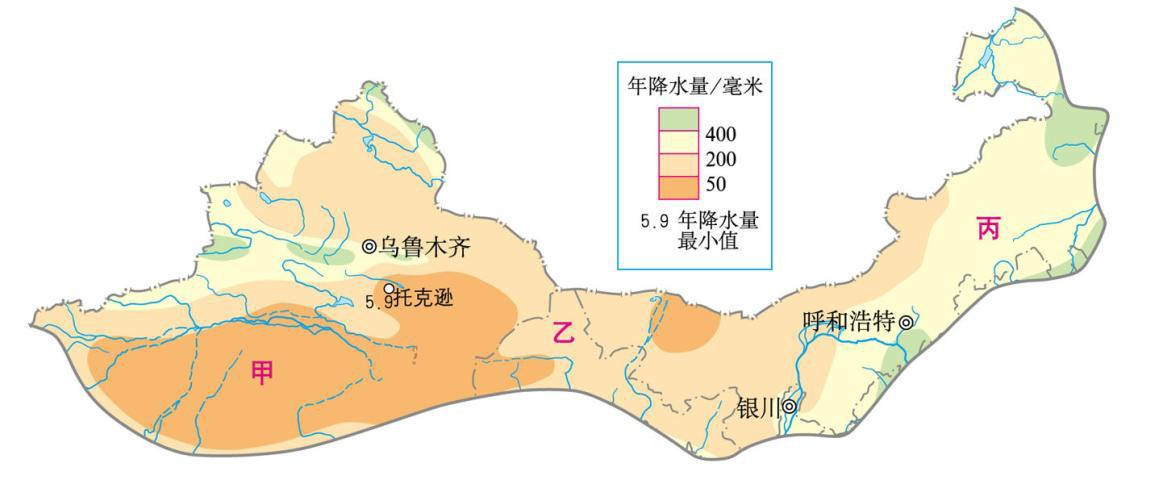 年降水量/毫米
400
200
50
5.9 年降水量
最小值
丙
乌鲁木齐
5.9托克逊
乙
呼和浩特
甲
银川